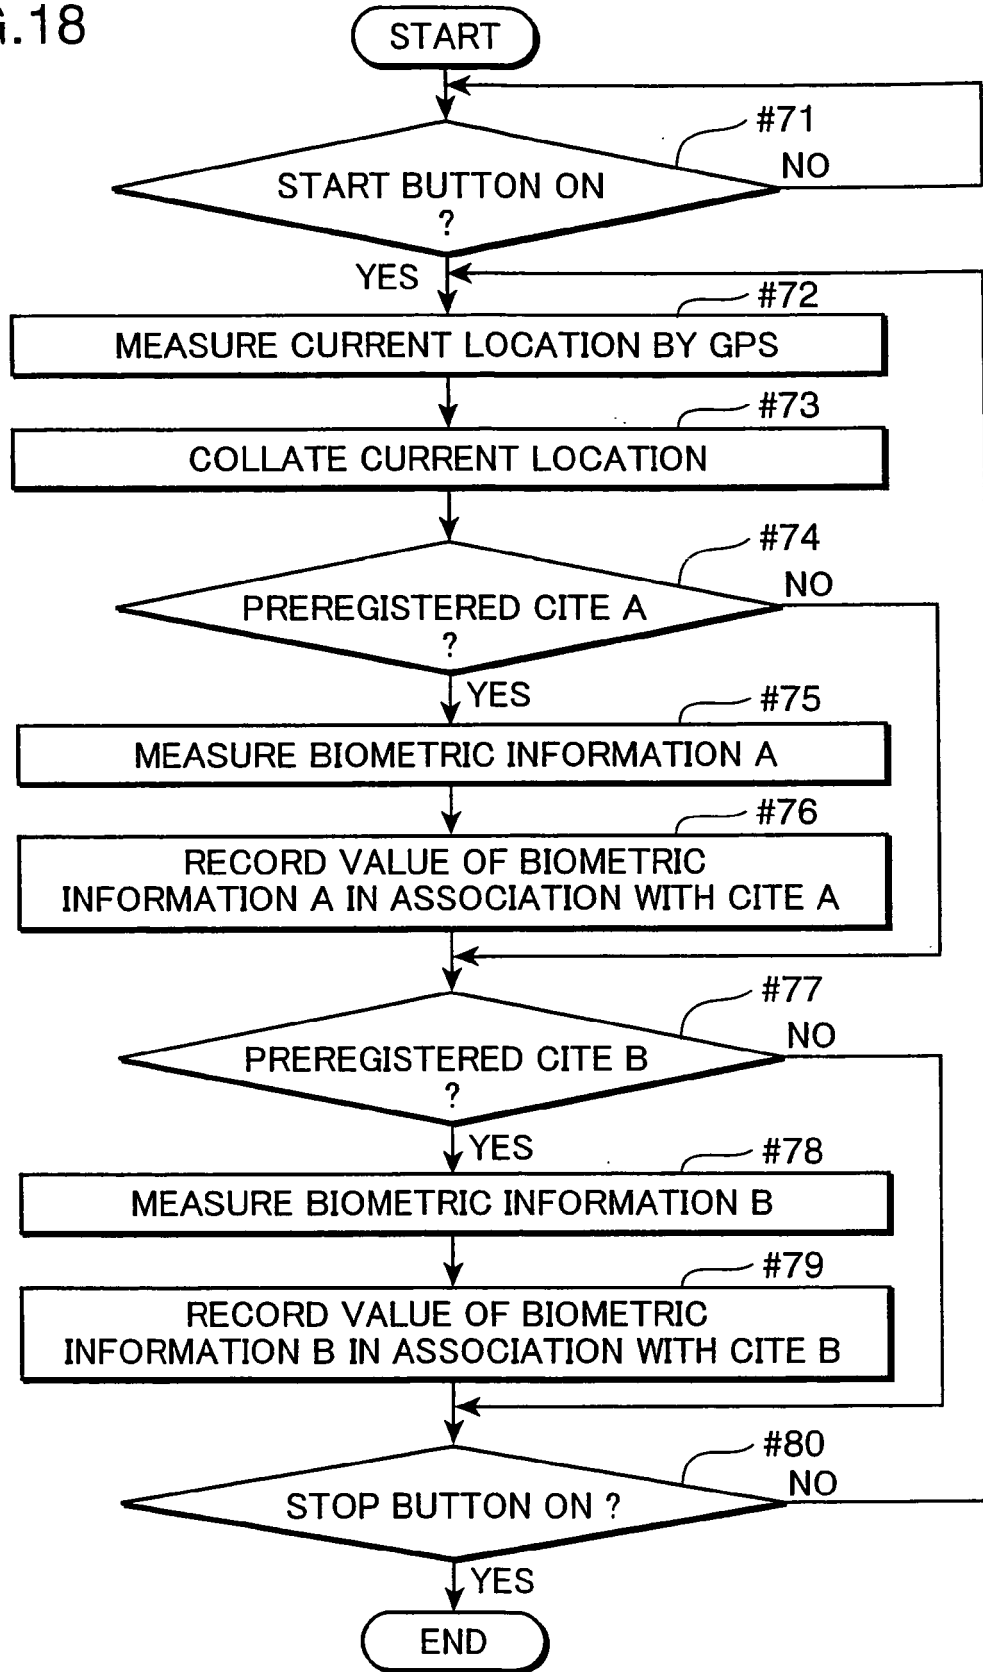 G.18
START
#71
START BUTTON ON
?
NO
YES
#72
MEASURE CURRENT LOCATION BY GPS
#73
COLLATE CURRENT LOCATION
#74
PREREGISTERED CITE A
?
NO
YES
#75
MEASURE BIOMETRIC INFORMATION A
#76
RECORD VALUE OF BIOMETRIC
INFORMATION A IN ASSOCIATION WITH CITE A
#77
PREREGISTERED CITE B
?
NO
YES
#78
MEASURE BIOMETRIC INFORMATION B
#79
RECORD VALUE OF BIOMETRIC
INFORMATION B IN ASSOCIATION WITH CITE B
#80
STOP BUTTON ON ?
NO
YES
END